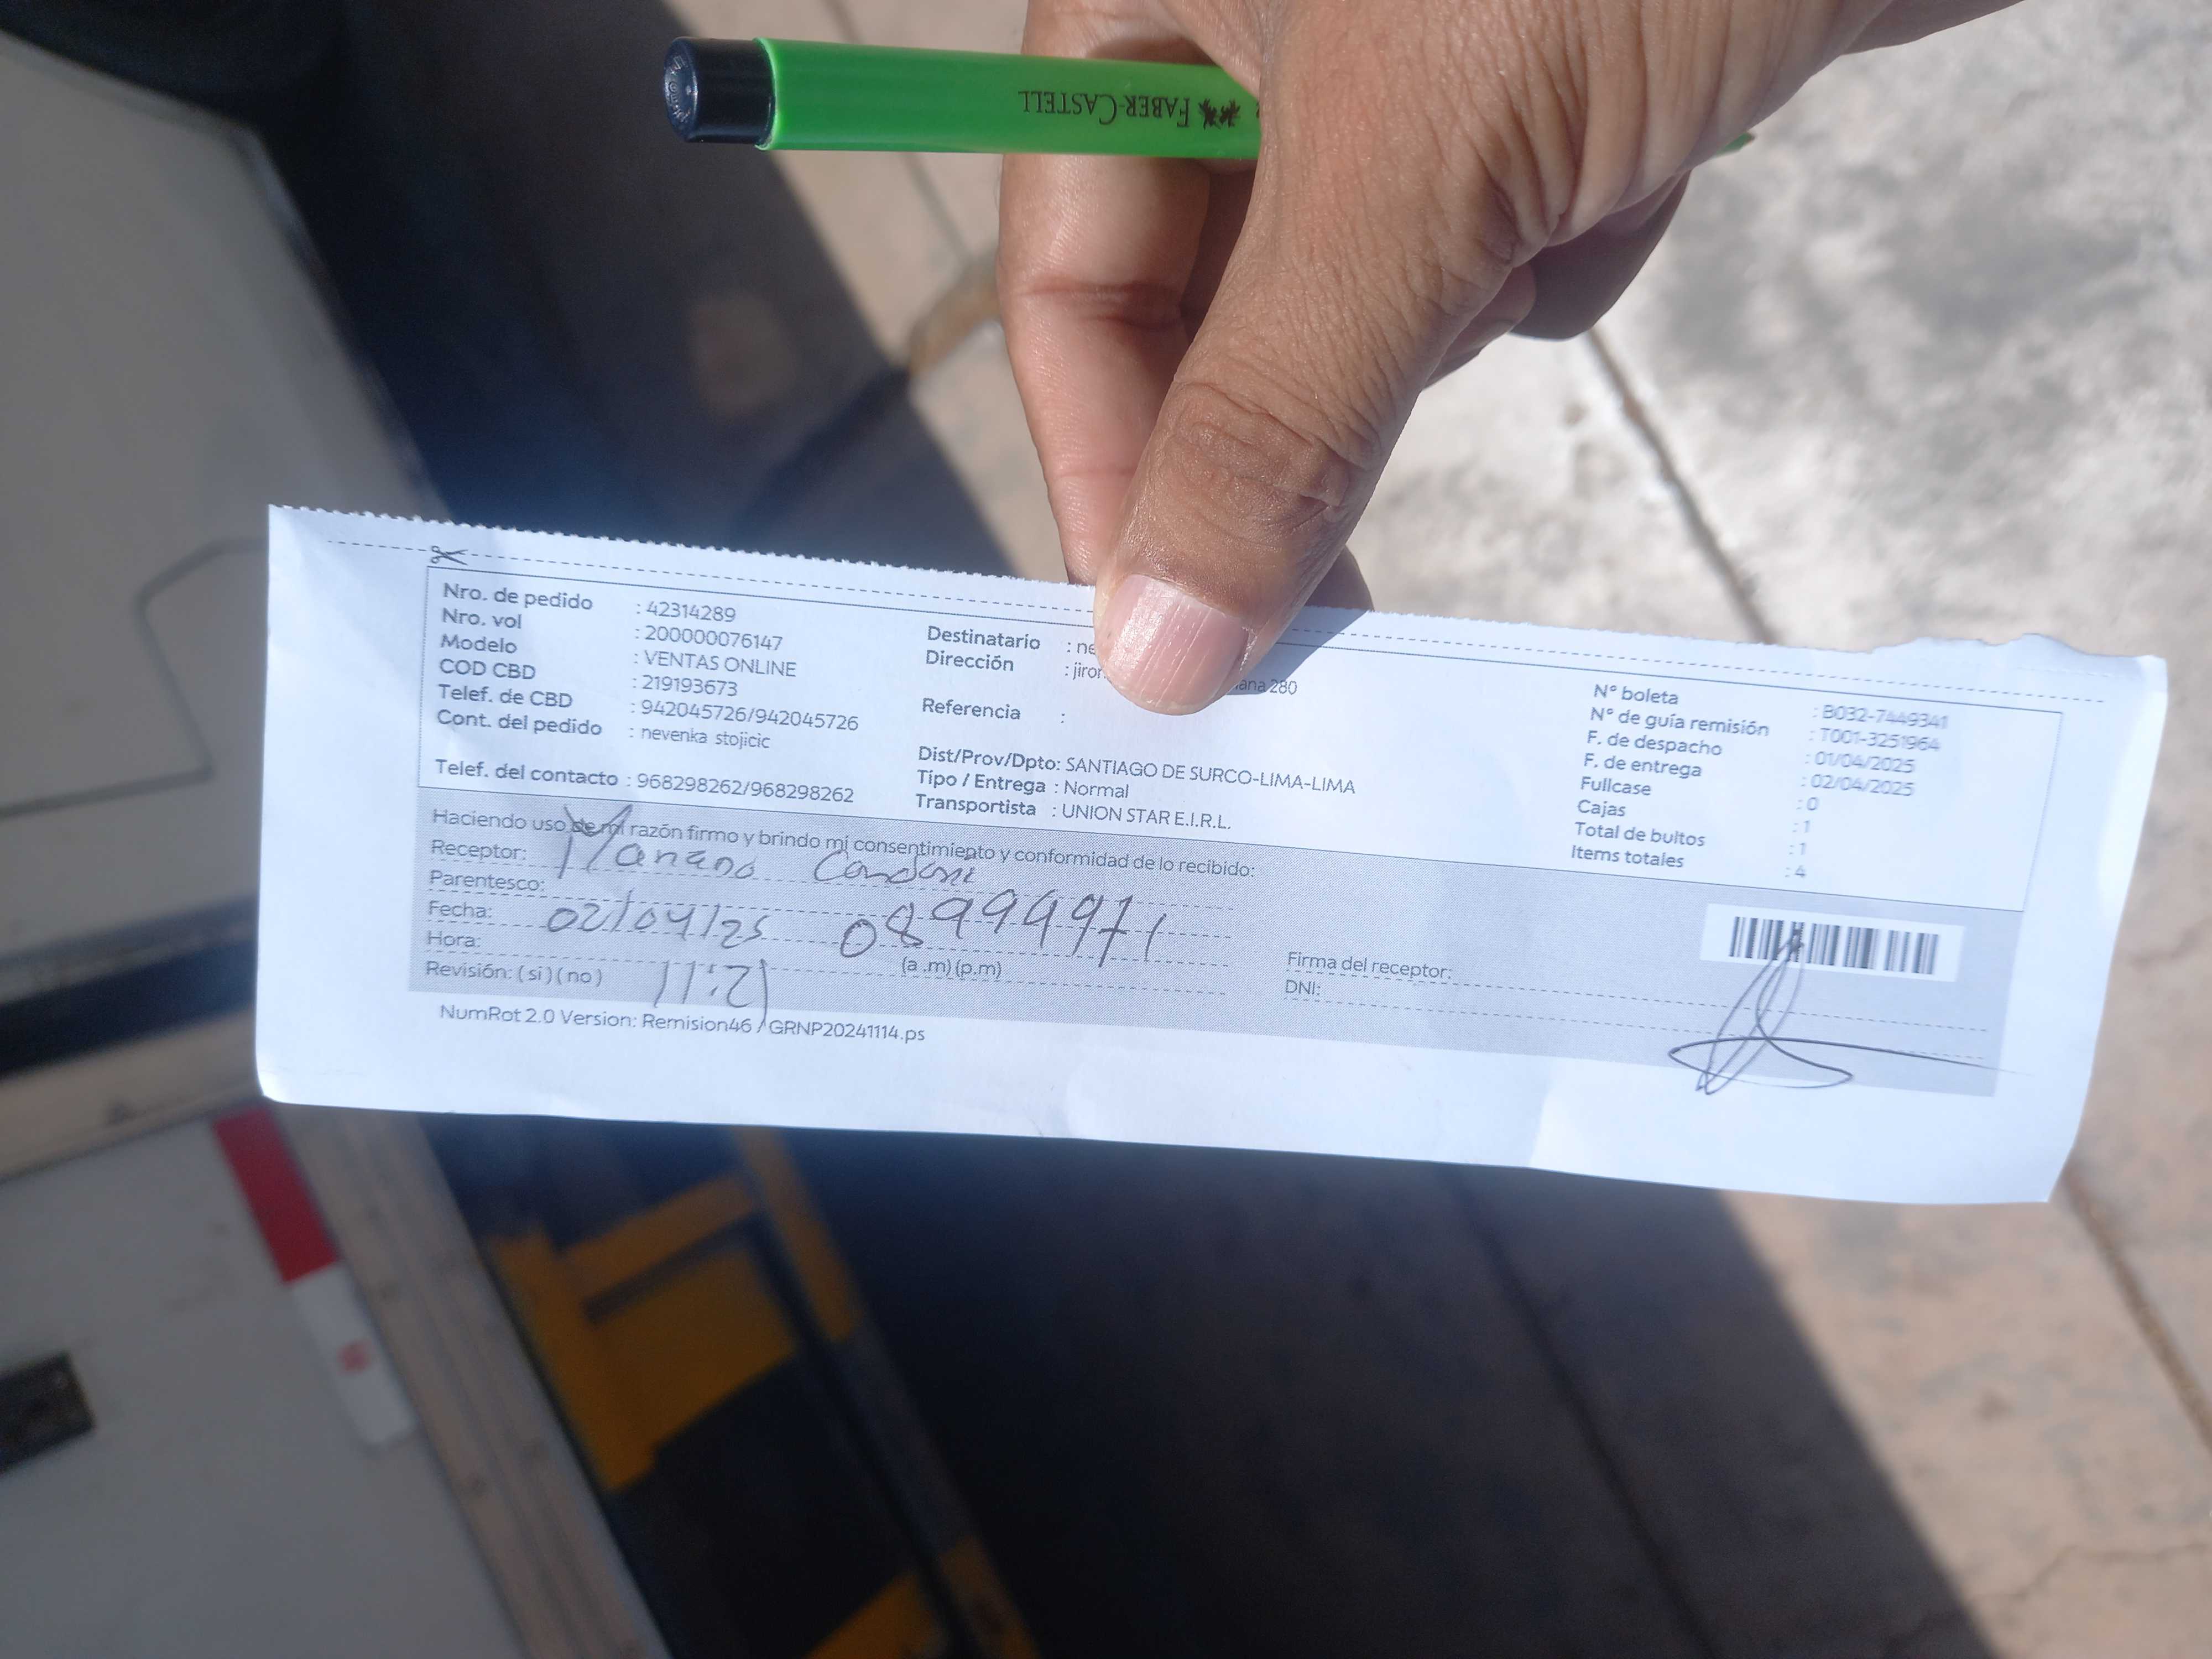 FABER-CASTELL
Nro. de pedido : 42314289
Nro. vol : 200000076147
Modelo : VENTAS ONLINE
COD CBD : 219193673
Telef. de CBD : 942045726/942045726
Cont. del pedido : nevenka stojicic
Telef. del contacto : 968298262/968298262
Destinatario : ne
Dirección : jiron 280
Referencia :
Dist/Prov/Dpto: SANTIAGO DE SURCO-LIMA-LIMA
Tipo / Entrega : Normal
Transportista : UNION STAR E.I.R.L.
N° boleta : B032-7449341
N° de guía remisión : T001-3251964
F. de despacho : 01/04/2025
F. de entrega : 02/04/2025
Fullcase : 0
Cajas : 1
Total de bultos : 1
Items totales : 4
Haciendo uso de mi razón firmo y brindo mi consentimiento y conformidad de lo recibido:
Receptor:
Parentesco: 08999971
Fecha: 02/04/25
Hora: 11:21 (a.m) (p.m)
Revisión: ( si ) ( no )
Firma del receptor:
DNI:
NumRot 2.0 Version: Remision46 / GRNP20241114.ps